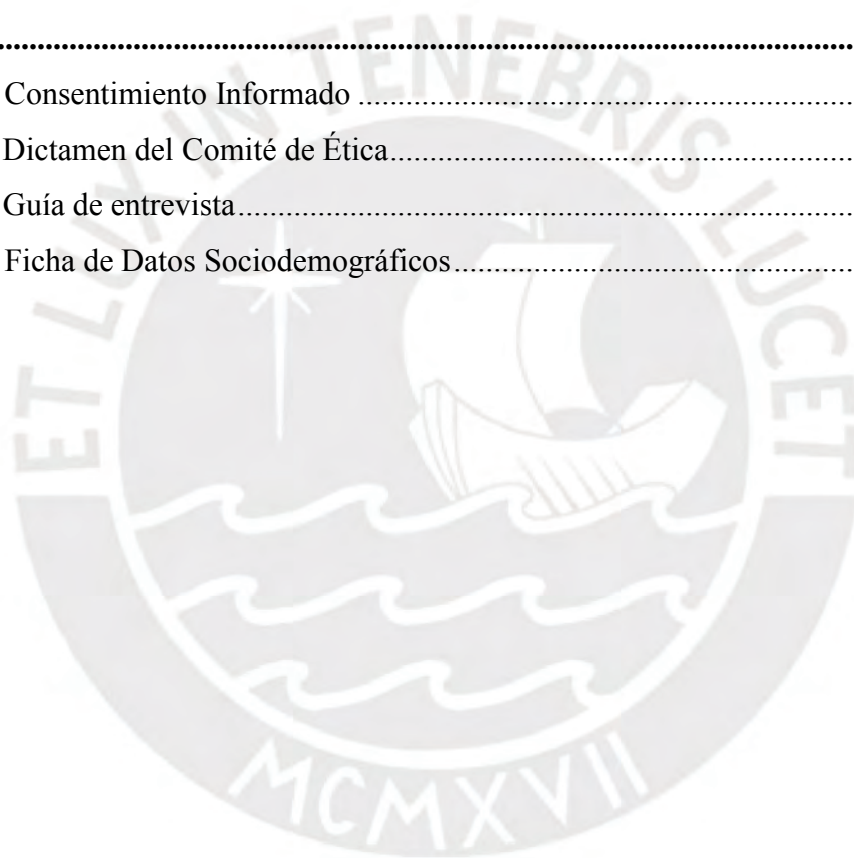 Consentimiento Informado ................................................................
Dictamen del Comité de Ética................................................................
Guía de entrevista................................................................
Ficha de Datos Sociodemográficos................................................................
ET LUX IN TENEBRIS LUCET
MCMXVII